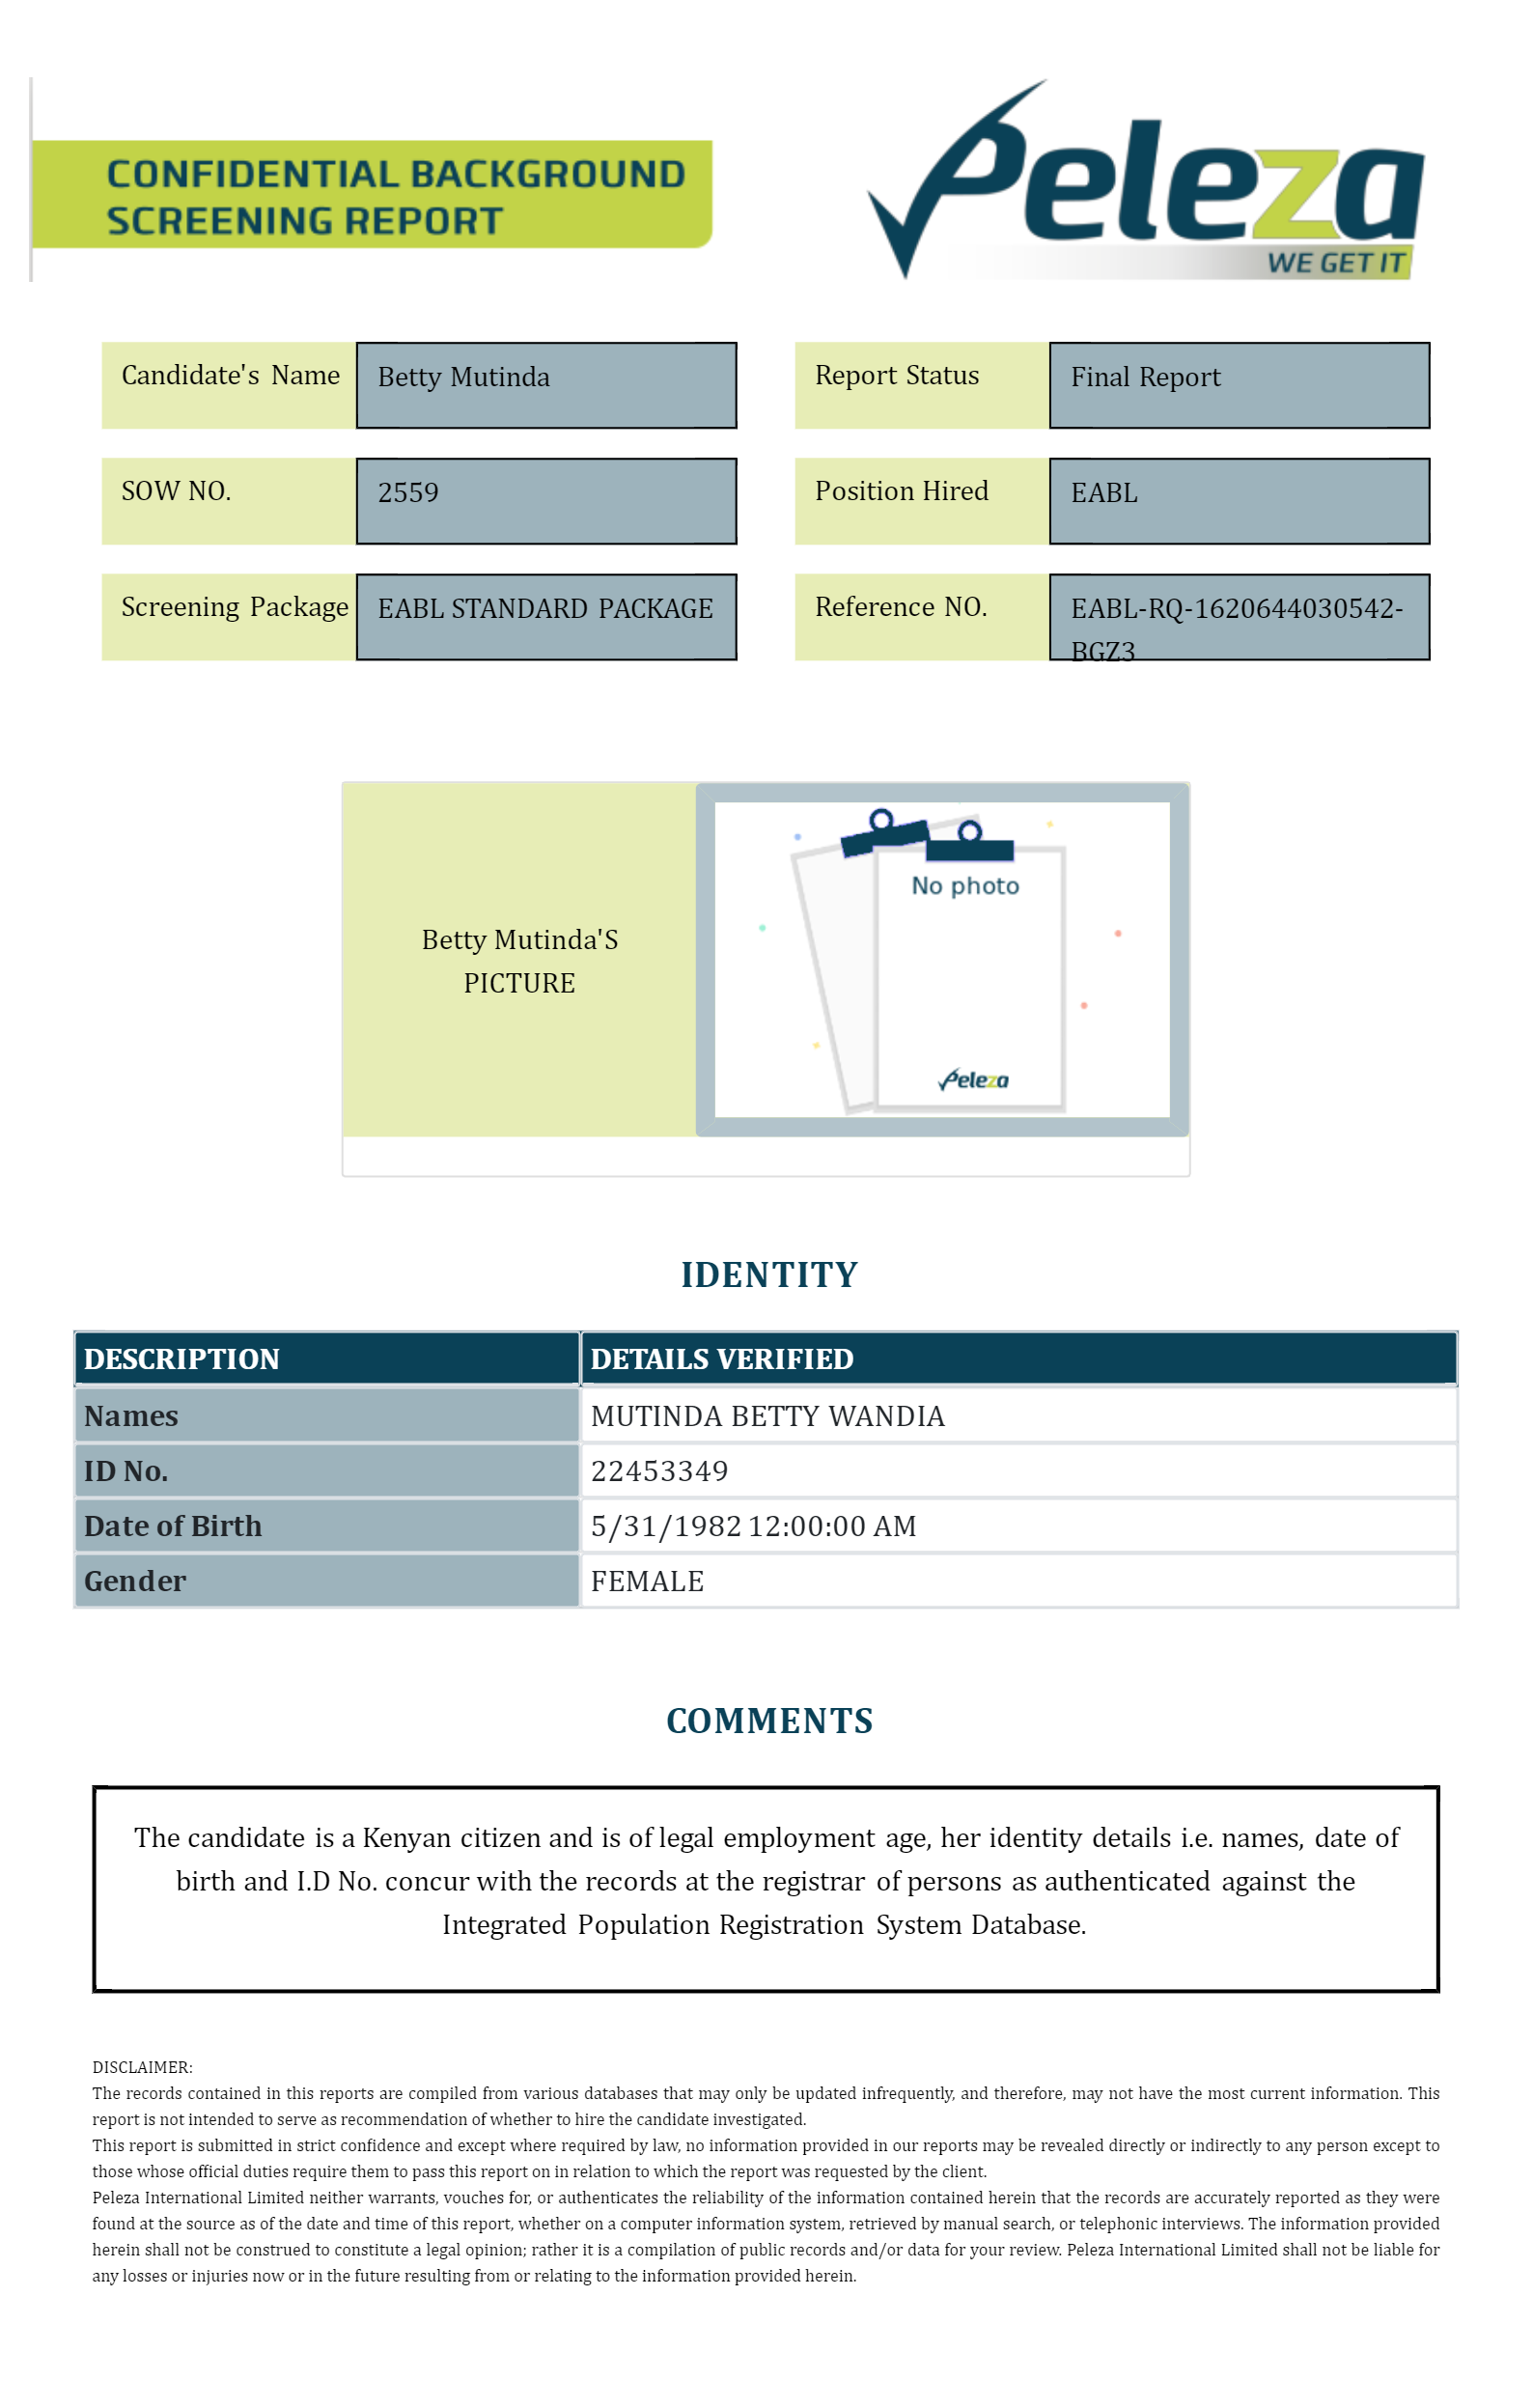 CONFIDENTIAL BACKGROUND
SCREENING REPORT
Peleza
WE GET IT
Candidate's Name Betty Mutinda
Report Status Final Report
SOW NO. 2559
Position Hired EABL
Screening Package EABL STANDARD PACKAGE
Reference NO. EABL-RQ-1620644030542-
BGZ3
No photo
Betty Mutinda'S
PICTURE
Peleza
IDENTITY
DESCRIPTION DETAILS VERIFIED
Names MUTINDA BETTY WANDIA
ID No. 22453349
Date of Birth 5/31/1982 12:00:00 AM
Gender FEMALE
COMMENTS
The candidate is a Kenyan citizen and is of legal employment age, her identity details i.e. names, date of
birth and I.D No. concur with the records at the registrar of persons as authenticated against the
Integrated Population Registration System Database.
DISCLAIMER:
The records contained in this reports are compiled from various databases that may only be updated infrequently, and therefore, may not have the most current information. This
report is not intended to serve as recommendation of whether to hire the candidate investigated.
This report is submitted in strict confidence and except where required by law, no information provided in our reports may be revealed directly or indirectly to any person except to
those whose official duties require them to pass this report on in relation to which the report was requested by the client.
Peleza International Limited neither warrants, vouches for, or authenticates the reliability of the information contained herein that the records are accurately reported as they were
found at the source as of the date and time of this report, whether on a computer information system, retrieved by manual search, or telephonic interviews. The information provided
herein shall not be construed to constitute a legal opinion; rather it is a compilation of public records and/or data for your review. Peleza International Limited shall not be liable for
any losses or injuries now or in the future resulting from or relating to the information provided herein.